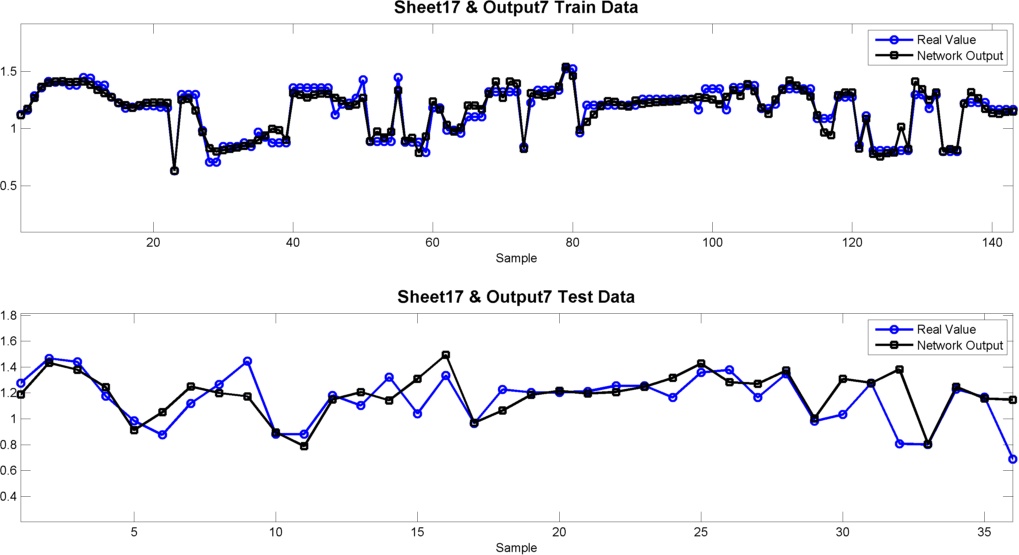 Sheet17 & Output7 Train Data
Real Value
Network Output
1.5
1
0.5
20 40 60 80 100 120 140
Sample
Sheet17 & Output7 Test Data
Real Value
Network Output
1.8
1.6
1.4
1.2
1.0
0.8
0.6
0.4
5 10 15 20 25 30 35
Sample